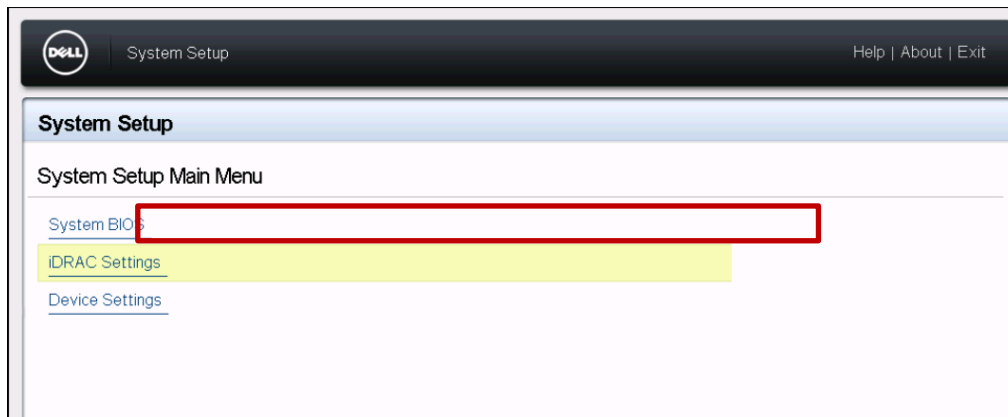 DELL System Setup Help | About | Exit
System Setup
System Setup Main Menu
System BIOS
iDRAC Settings
Device Settings